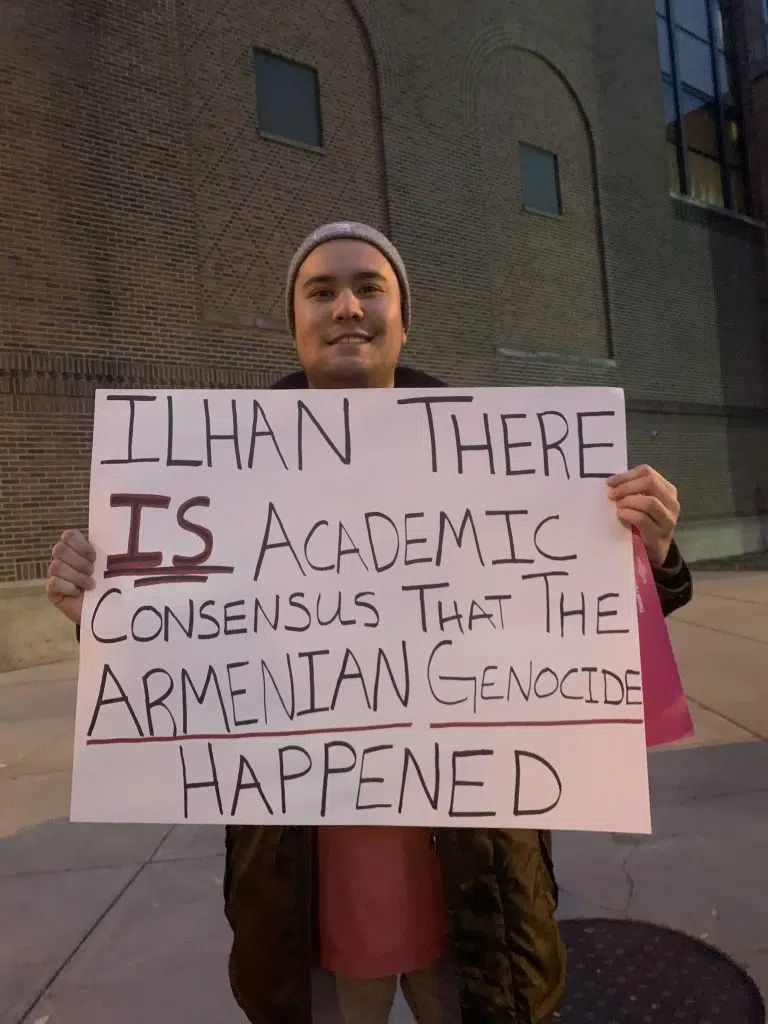 ILHAN THERE
IS ACADEMIC
CONSENSUS THAT THE
ARMENIAN GENOCIDE
HAPPENED